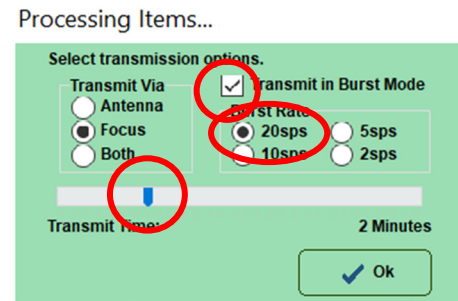 Processing Items...
Select transmission options.
Transmit Via
Antenna
Focus
Both
Transmit in Burst Mode
Burst Rate
20sps
5sps
10sps
2sps
Transmit Time:
2 Minutes
Ok